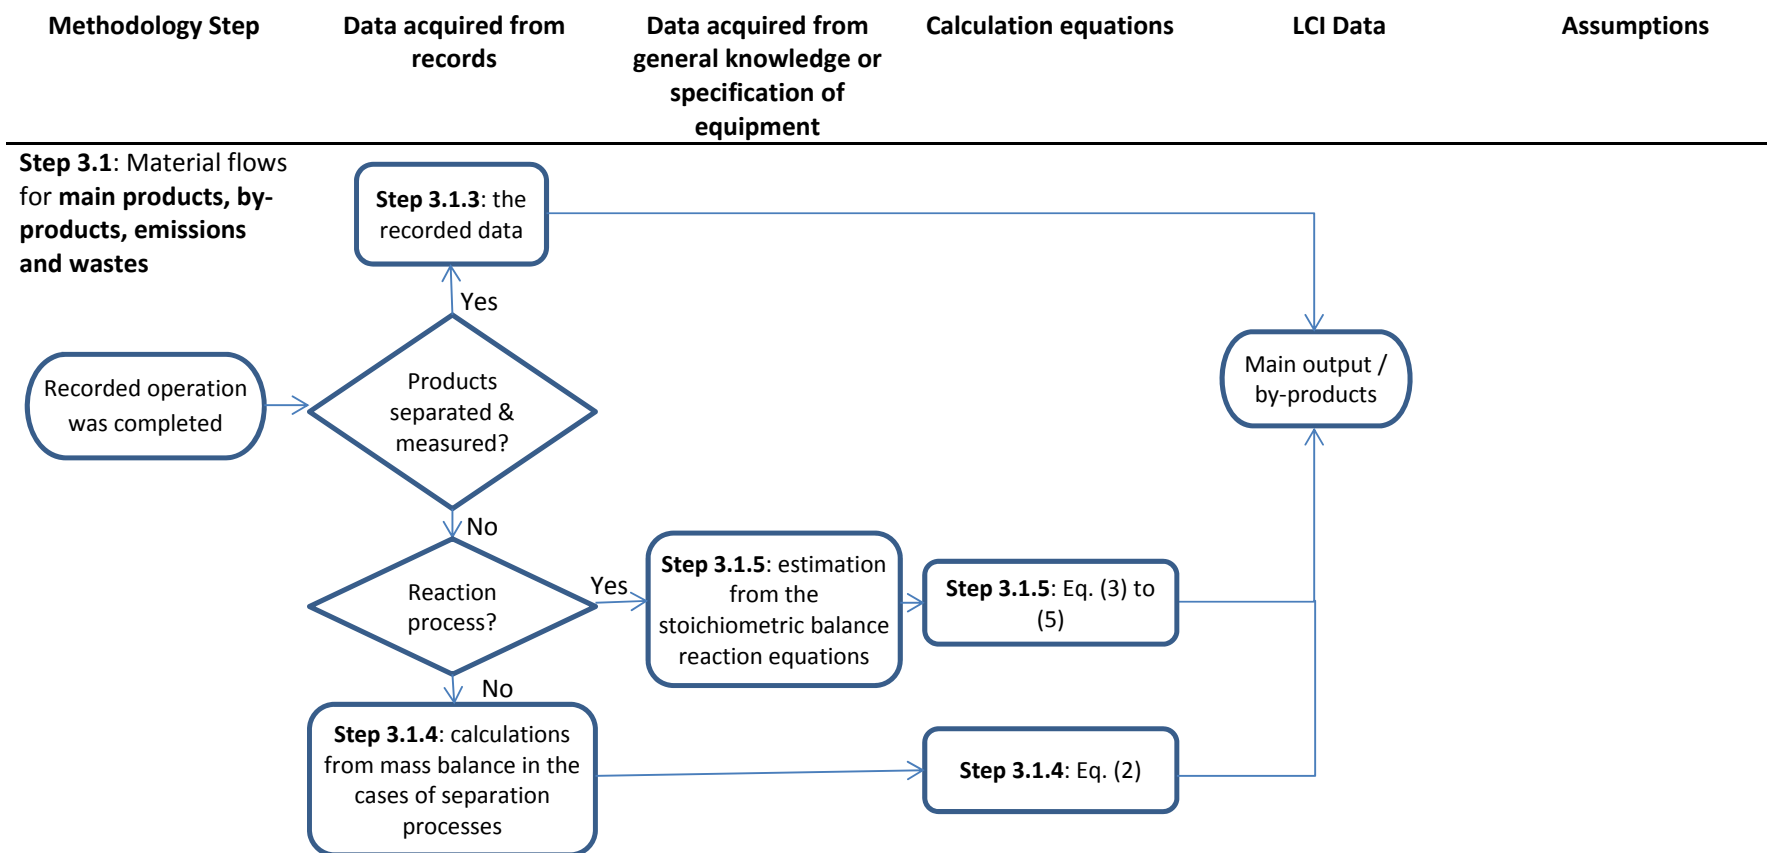 Methodology Step
Data acquired from
records
Data acquired from
general knowledge or
specification of
equipment
Calculation equations
LCI Data
Assumptions
Step 3.1: Material flows
for main products, by-
products, emissions
and wastes
Step 3.1.3: the
recorded data
Yes
Recorded operation
was completed
Products
separated &
measured?
Main output /
by-products
No
Reaction
process?
Yes
Step 3.1.5: estimation
from the
stoichiometric balance
reaction equations
Step 3.1.5: Eq. (3) to
(5)
No
Step 3.1.4: calculations
from mass balance in the
cases of separation
processes
Step 3.1.4: Eq. (2)